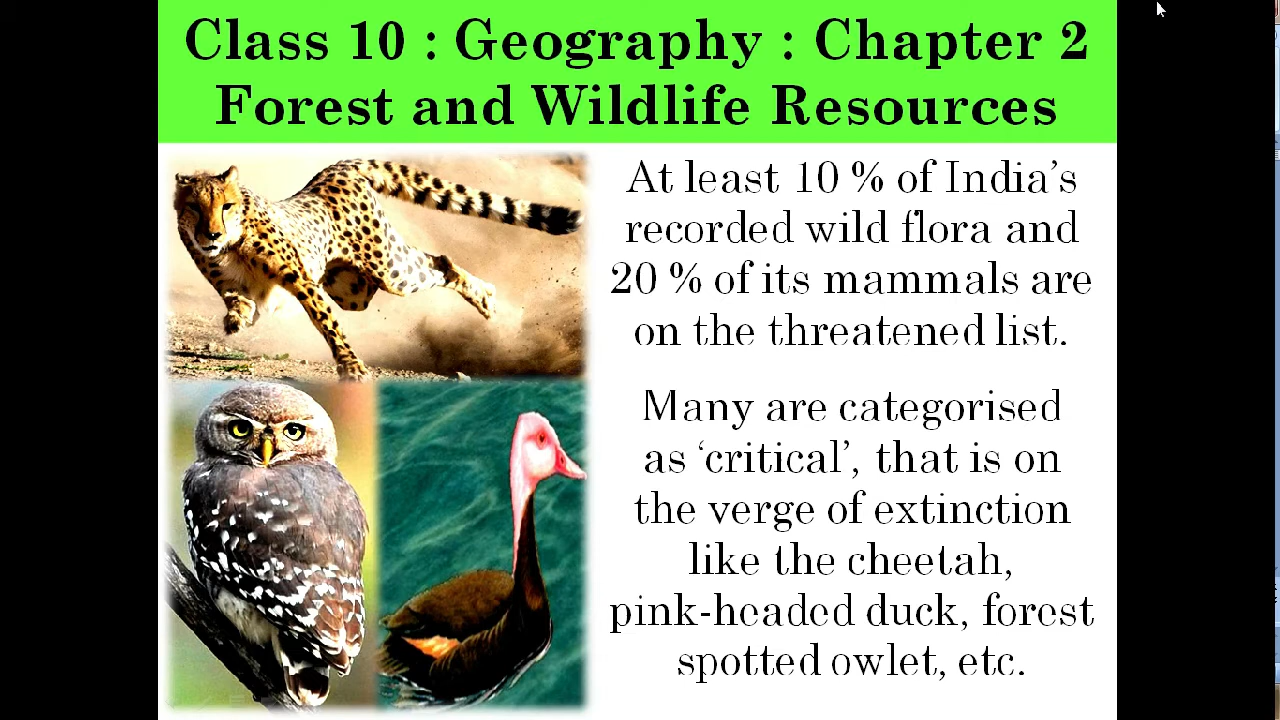 Class 10 : Geography : Chapter 2
Forest and Wildlife Resources
At least 10 % of India’s
recorded wild flora and
20 % of its mammals are
on the threatened list.
Many are categorised
as ‘critical’, that is on
the verge of extinction
like the cheetah,
pink-headed duck, forest
spotted owlet, etc.